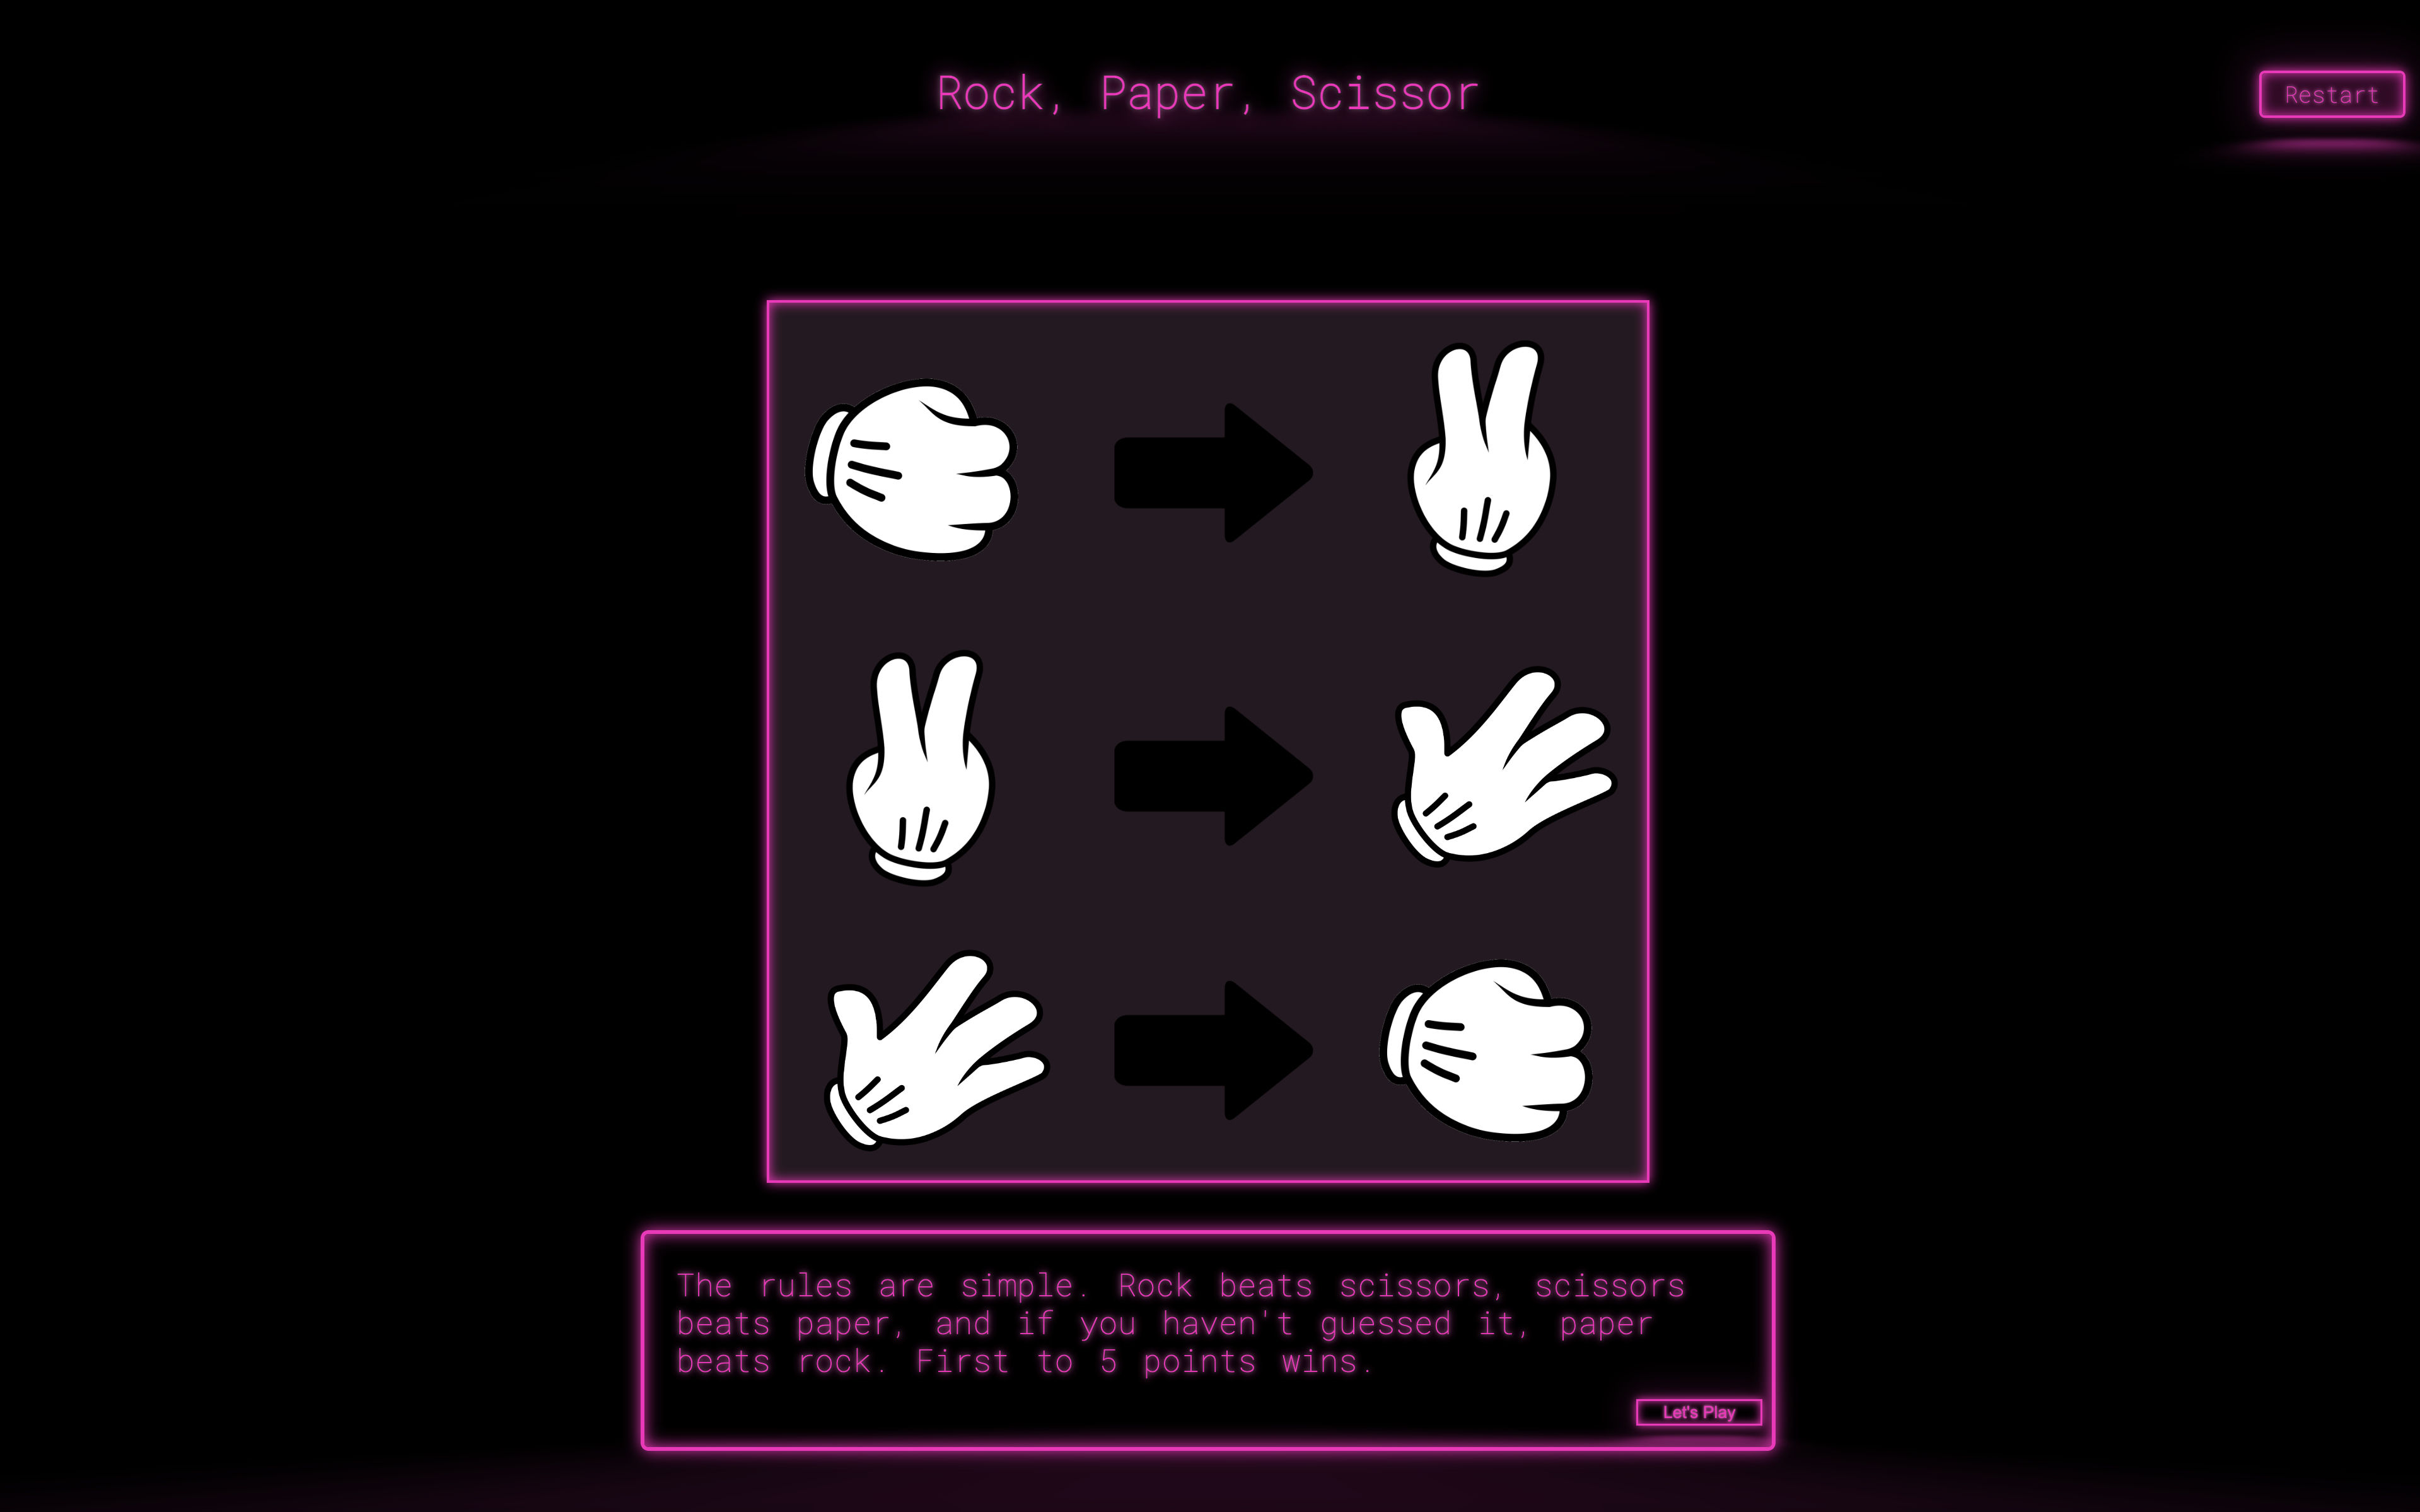 Rock, Paper, Scissor
Restart
The rules are simple. Rock beats scissors, scissors
beats paper, and if you haven't guessed it, paper
beats rock. First to 5 points wins.
Let's Play